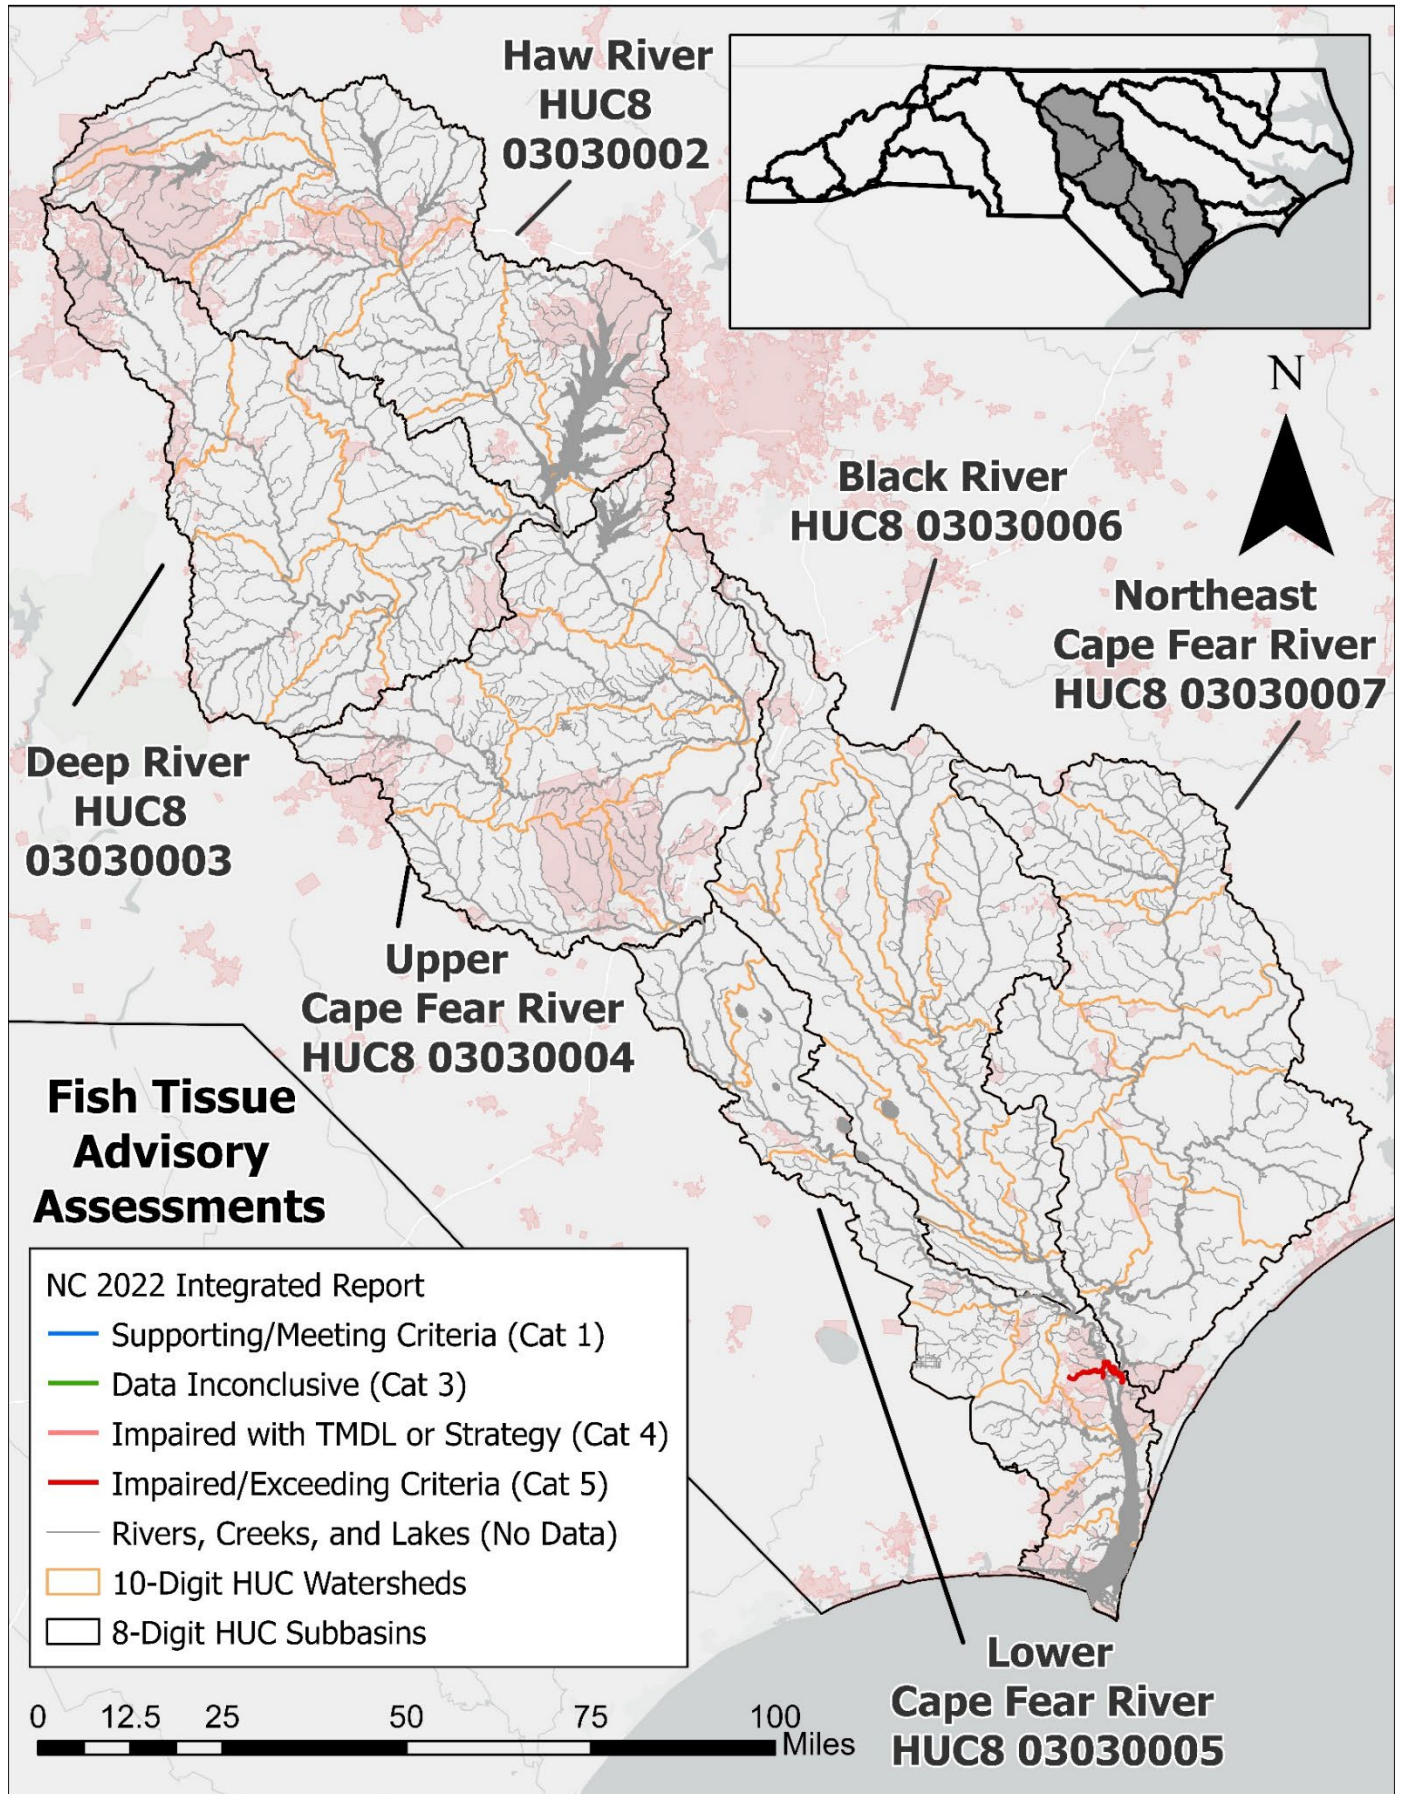 Haw River
HUC8
03030002
N
Black River
HUC8 03030006
Northeast
Cape Fear River
HUC8 03030007
Deep River
HUC8
03030003
Upper
Cape Fear River
HUC8 03030004
Fish Tissue
Advisory
Assessments
NC 2022 Integrated Report
Supporting/Meeting Criteria (Cat 1)
Data Inconclusive (Cat 3)
Impaired with TMDL or Strategy (Cat 4)
Impaired/Exceeding Criteria (Cat 5)
Rivers, Creeks, and Lakes (No Data)
10-Digit HUC Watersheds
8-Digit HUC Subbasins
Lower
Cape Fear River
HUC8 03030005
0 12.5 25 50 75 100
Miles